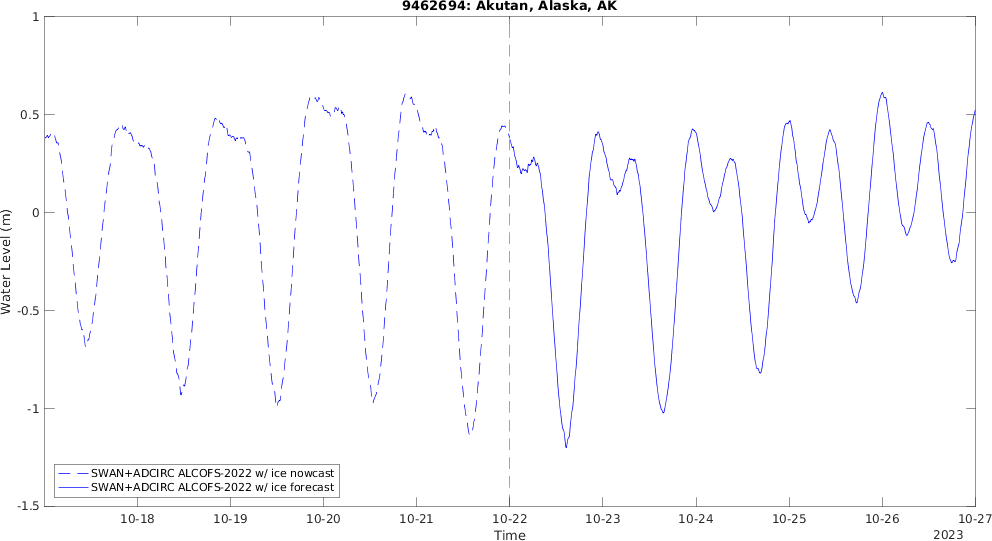 9462694: Akutan, Alaska, AK
1
0.5
0
-0.5
-1
-1.5
Water Level (m)
SWAN+ADCIRC ALCOFS-2022 w/ ice nowcast
SWAN+ADCIRC ALCOFS-2022 w/ ice forecast
10-18 10-19 10-20 10-21 10-22 10-23 10-24 10-25 10-26 10-27
Time
2023